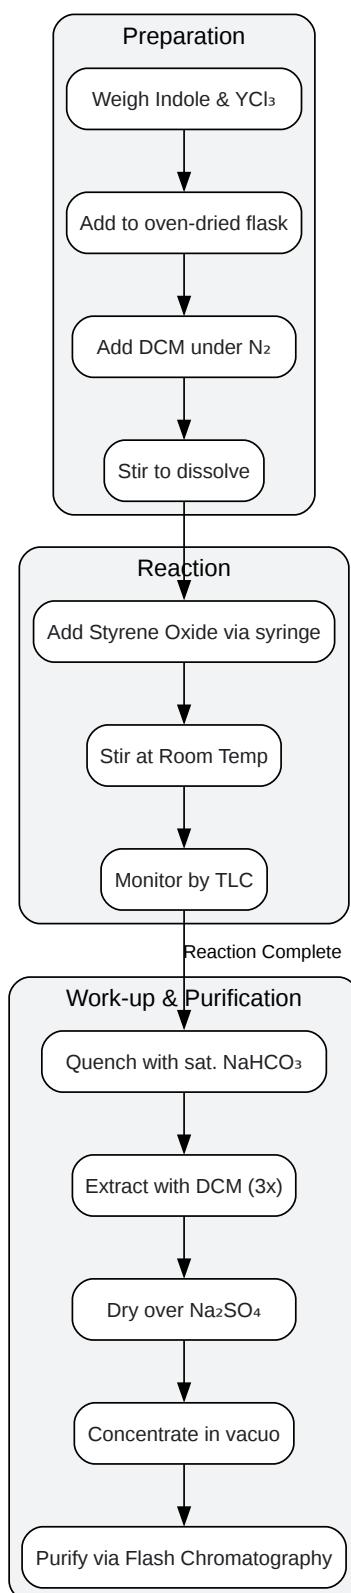 Preparation
Weigh Indole & YCl₃
Add to oven-dried flask
Add DCM under N₂
Stir to dissolve
Reaction
Add Styrene Oxide via syringe
Stir at Room Temp
Monitor by TLC
Reaction Complete
Work-up & Purification
Quench with sat. NaHCO₃
Extract with DCM (3x)
Dry over Na₂SO₄
Concentrate in vacuo
Purify via Flash Chromatography